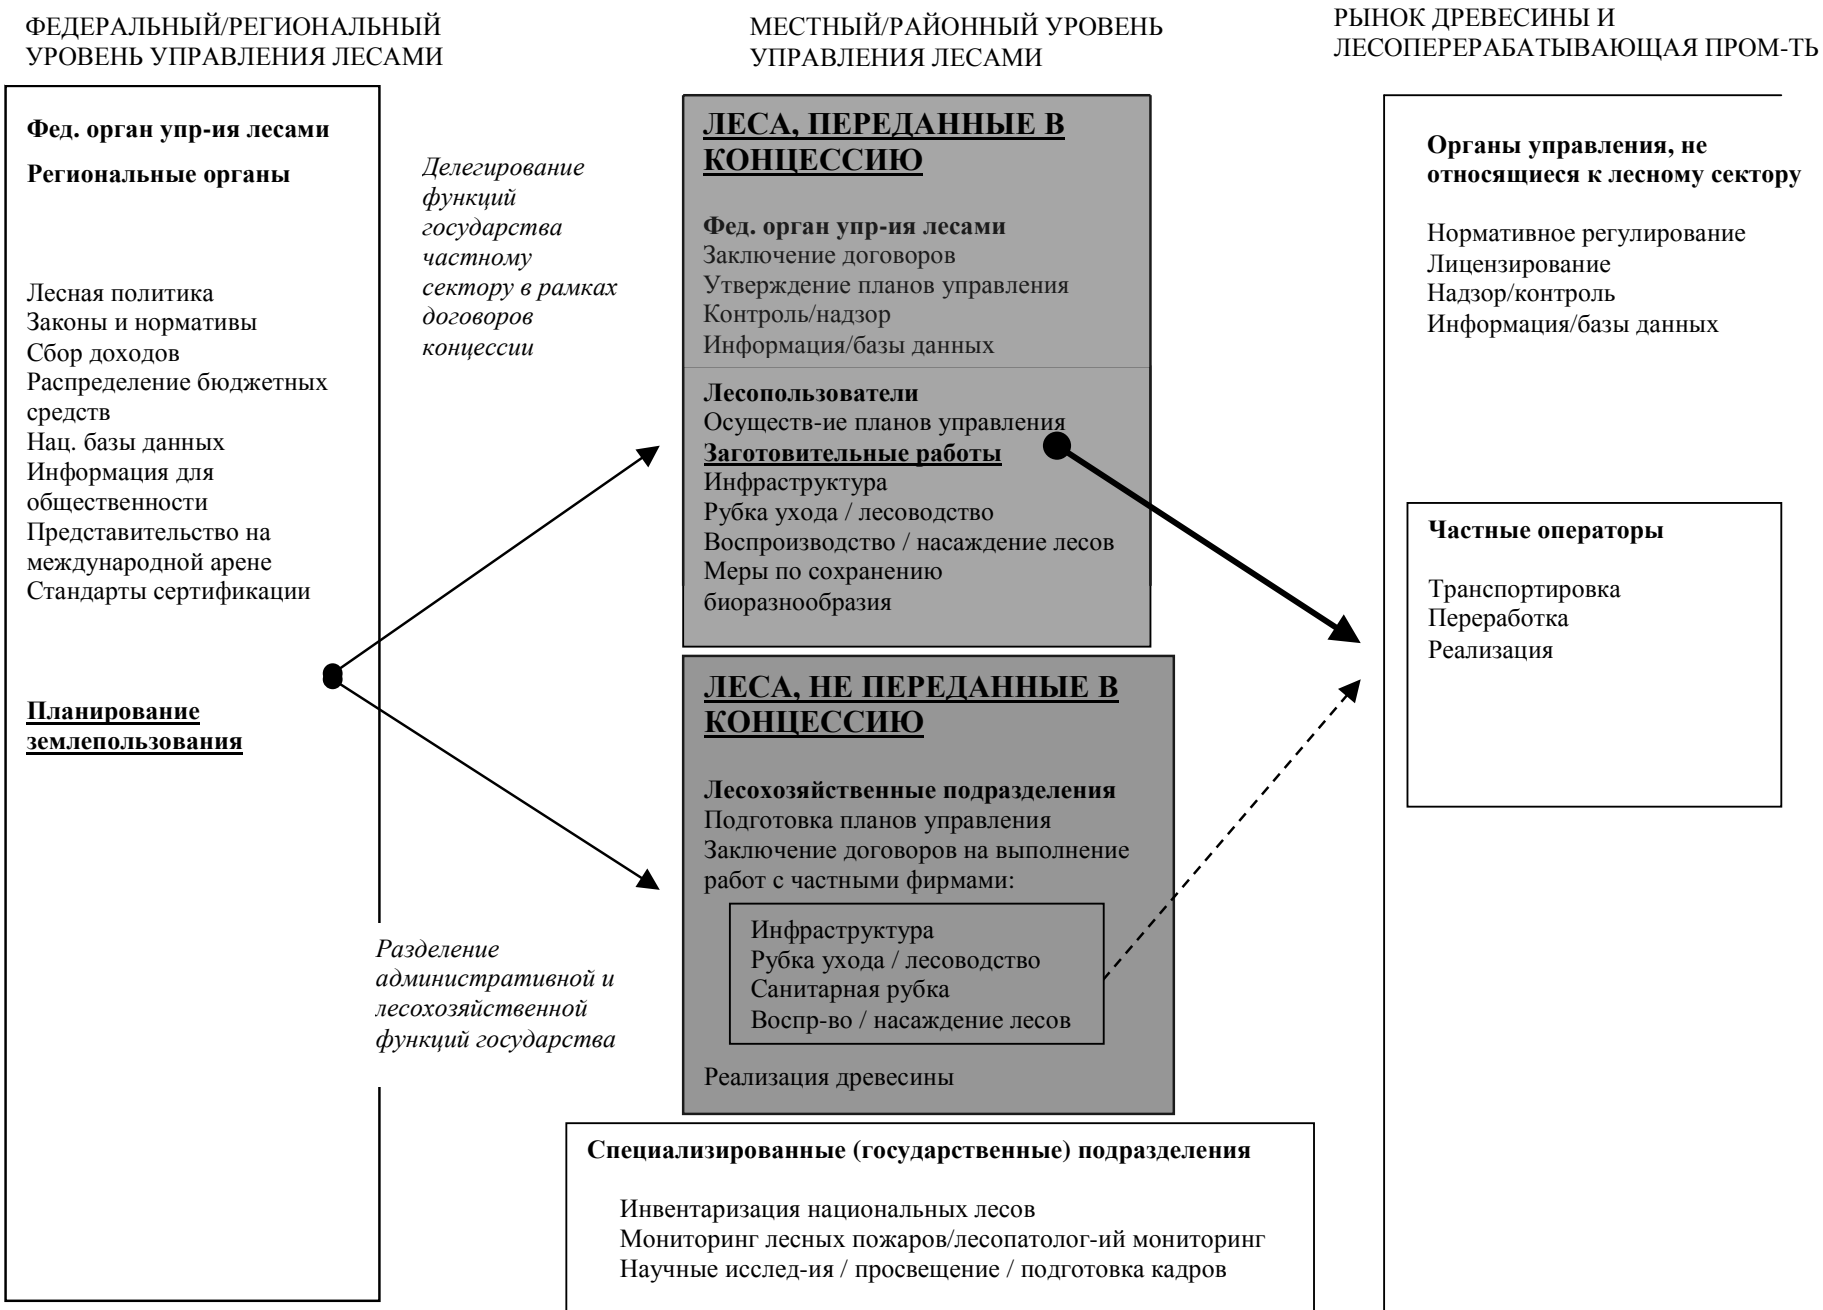 ФЕДЕРАЛЬНЫЙ/РЕГИОНАЛЬНЫЙ
УРОВЕНЬ УПРАВЛЕНИЯ ЛЕСАМИ
Фед. орган упр-ия лесами
Региональные органы
Лесная политика
Законы и нормативы
Сбор доходов
Распределение бюджетных
средств
Нац. базы данных
Информация для
общественности
Представительство на
международной арене
Стандарты сертификации
Планирование
землепользования
Делегирование
функций
государства
частному
сектору в рамках
договоров
концессии
Разделение
административной и
лесохозяйственной
функций государства
МЕСТНЫЙ/РАЙОННЫЙ УРОВЕНЬ
УПРАВЛЕНИЯ ЛЕСАМИ
ЛЕСА, ПЕРЕДАННЫЕ В
КОНЦЕССИЮ
Фед. орган упр-ия лесами
Заключение договоров
Утверждение планов управления
Контроль/надзор
Информация/базы данных
Лесопользователи
Осуществ-ие планов управления
Заготовительные работы
Инфраструктура
Рубка ухода / лесоводство
Воспроизводство / насаждение лесов
Меры по сохранению
биоразнообразия
ЛЕСА, НЕ ПЕРЕДАННЫЕ В
КОНЦЕССИЮ
Лесохозяйственные подразделения
Подготовка планов управления
Заключение договоров на выполнение
работ с частными фирмами:
Инфраструктура
Рубка ухода / лесоводство
Санитарная рубка
Воспр-во / насаждение лесов
Реализация древесины
Специализированные (государственные) подразделения
Инвентаризация национальных лесов
Мониторинг лесных пожаров/лесопатолог-ий мониторинг
Научные исслед-ия / просвещение / подготовка кадров
РЫНОК ДРЕВЕСИНЫ И
ЛЕСОПЕРЕРАБАТЫВАЮЩАЯ ПРОМ-ТЬ
Органы управления, не
относящиеся к лесному сектору
Нормативное регулирование
Лицензирование
Надзор/контроль
Информация/базы данных
Частные операторы
Транспортировка
Переработка
Реализация